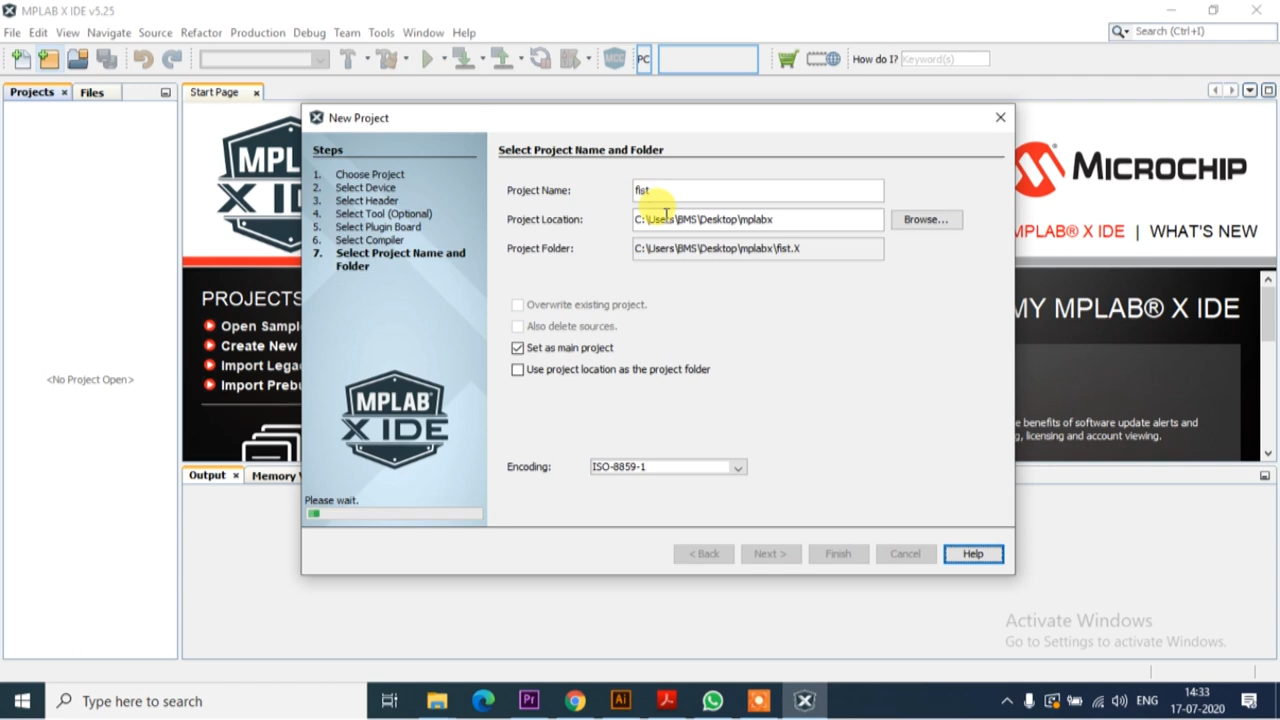 MPLAB X IDE v5.25
File Edit View Navigate Source Refactor Production Debug Team Tools Window Help
Search (Ctrl+I)
MCC
PC
How do I? Keyword(s)
Projects × Files
Start Page ×
New Project
Steps
1. Choose Project
2. Select Device
3. Select Header
4. Select Tool (Optional)
5. Select Plugin Board
6. Select Compiler
7. Select Project Name and
Folder
MPLAB
X IDE
Please wait.
Select Project Name and Folder
Project Name: fist
Project Location: C:\Users\BMS\Desktop\mplabx Browse...
Project Folder: C:\Users\BMS\Desktop\mplabx\fist.X
Overwrite existing project.
Also delete sources.
Set as main project
Use project location as the project folder
Encoding: ISO-8859-1
< Back Next > Finish Cancel Help
<No Project Open>
MPL
X I
PROJECTS
Open Sampl
Create New
Import Lega
Import Preb
MICROCHIP
MPLAB® X IDE | WHAT'S NEW
MY MPLAB® X IDE
e benefits of software update alerts and
g, licensing and account viewing.
Output × Memory
Activate Windows
Go to Settings to activate Windows.
Type here to search
Pr
Ai
ENG
14:33
17-07-2020